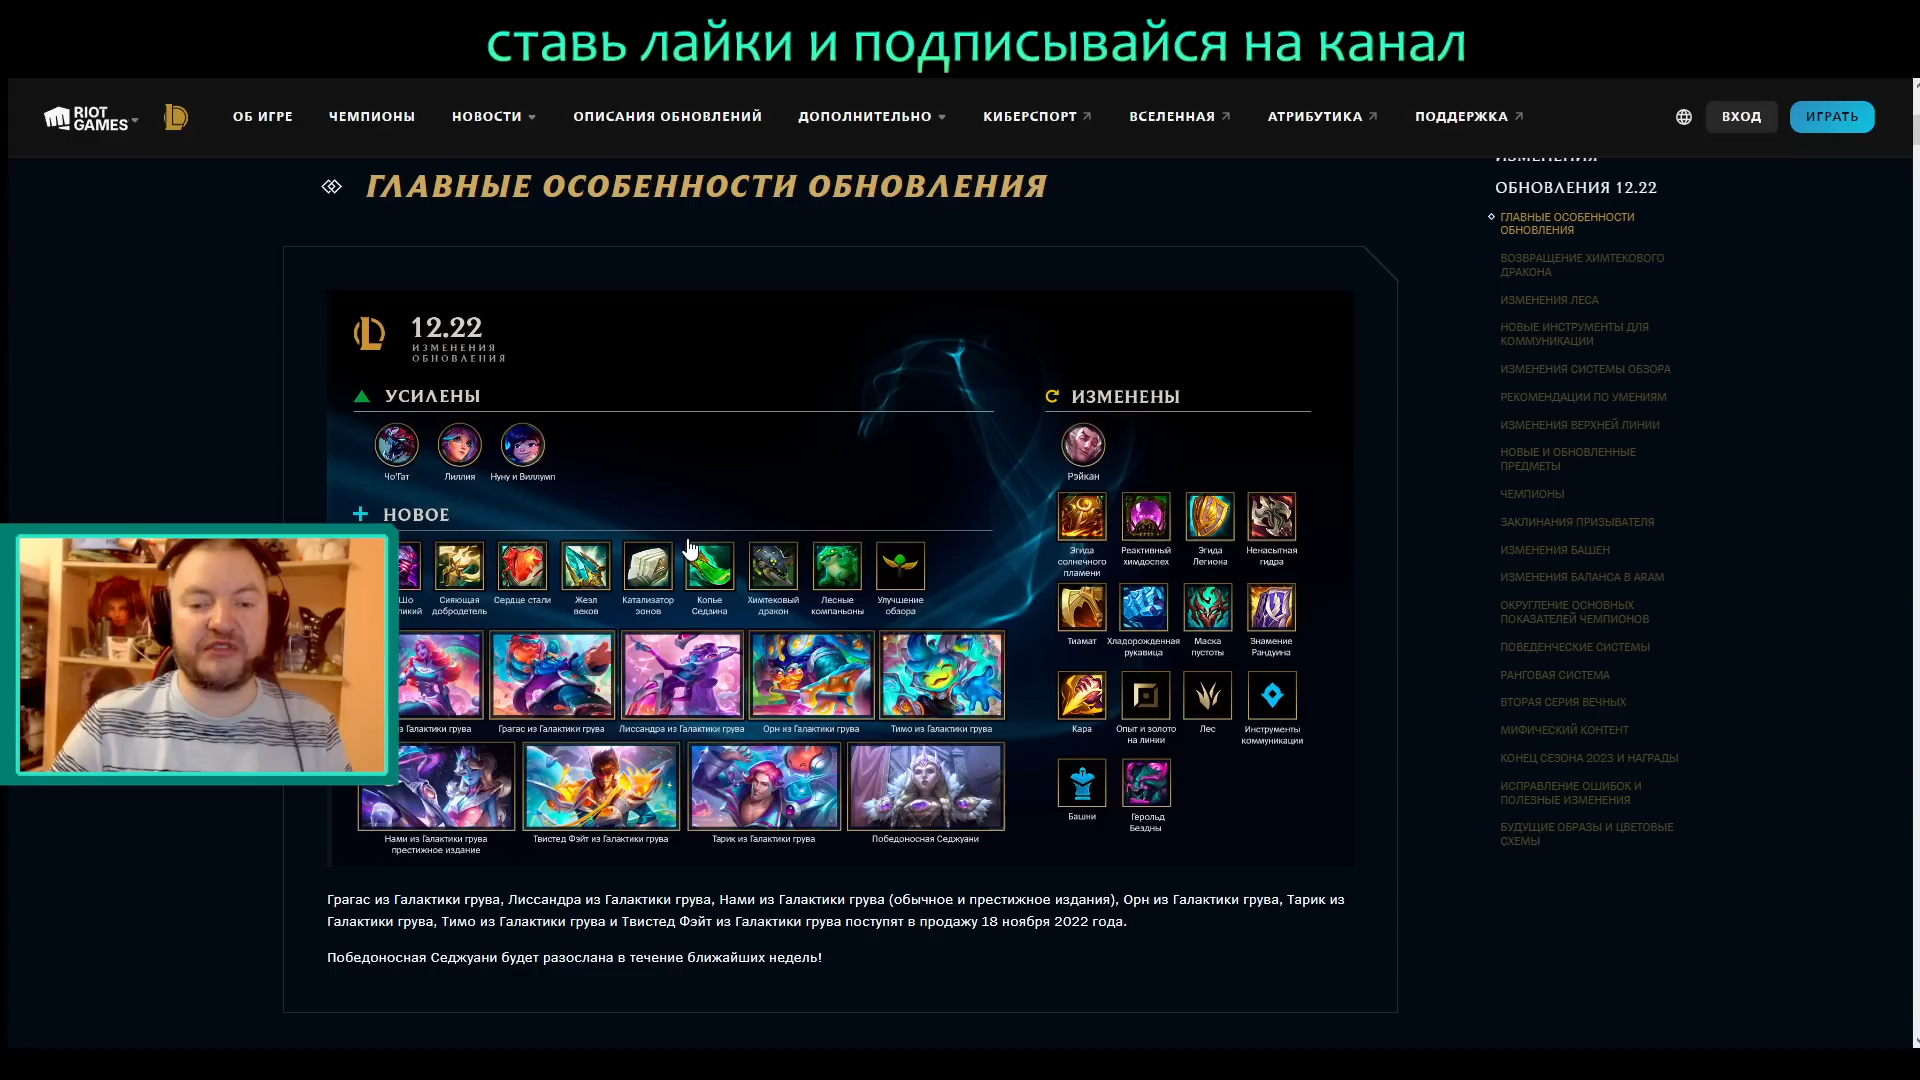 ставь лайки и подписывайся на канал
RIOT
GAMES
ОБ ИГРЕ
ЧЕМПИОНЫ
НОВОСТИ
ОПИСАНИЯ ОБНОВЛЕНИЙ
ДОПОЛНИТЕЛЬНО
КИБЕРСПОРТ
ВСЕЛЕННАЯ
АТРИБУТИКА
ПОДДЕРЖКА
ВХОД
ИГРАТЬ
ГЛАВНЫЕ ОСОБЕННОСТИ ОБНОВЛЕНИЯ
12.22
ИЗМЕНЕНИЯ
ОБНОВЛЕНИЯ
УСИЛЕНЫ
Чо'Гат
Лиллия
Нуну и Виллумп
НОВОЕ
Шо
Сияющая
добродетель
Сердце стали
Жезл
веков
Катализатор
эонов
Копье
Седзина
Химтековый
дракон
Лесные
компаньоны
Улучшение
обзора
из Галактики грува
Грагас из Галактики грува
Лиссандра из Галактики грува
Орн из Галактики грува
Тимо из Галактики грува
Нами из Галактики грува
престижное издание
Твистед Фэйт из Галактики грува
Тарик из Галактики грува
Победоносная Седжуани
ИЗМЕНЕНЫ
Рэйкан
Эгида
солнечного
пламени
Реактивный
химдоспех
Эгида
Легиона
Ненасытная
гидра
Тиамат
Хладорожденная
рукавица
Маска
пустоты
Знамение
Рандуина
Кара
Опыт и золото
на линии
Лес
Инструменты
коммуникации
Башни
Герольд
Бездны
Грагас из Галактики грува, Лиссандра из Галактики грува, Нами из Галактики грува (обычное и престижное издания), Орн из Галактики грува, Тарик из
Галактики грува, Тимо из Галактики грува и Твистед Фэйт из Галактики грува поступят в продажу 18 ноября 2022 года.
Победоносная Седжуани будет разослана в течение ближайших недель!
ИЗМЕНЕНИЯ
ОБНОВЛЕНИЯ 12.22
ГЛАВНЫЕ ОСОБЕННОСТИ
ОБНОВЛЕНИЯ
ВОЗВРАЩЕНИЕ ХИМТЕКОВОГО
ДРАКОНА
ИЗМЕНЕНИЯ ЛЕСА
НОВЫЕ ИНСТРУМЕНТЫ ДЛЯ
КОММУНИКАЦИИ
ИЗМЕНЕНИЯ СИСТЕМЫ ОБЗОРА
РЕКОМЕНДАЦИИ ПО УМЕНИЯМ
ИЗМЕНЕНИЯ ВЕРХНЕЙ ЛИНИИ
НОВЫЕ И ОБНОВЛЕННЫЕ
ПРЕДМЕТЫ
ЧЕМПИОНЫ
ЗАКЛИНАНИЯ ПРИЗЫВАТЕЛЯ
ИЗМЕНЕНИЯ БАШЕН
ИЗМЕНЕНИЯ БАЛАНСА В ARAM
ОКРУГЛЕНИЕ ОСНОВНЫХ
ПОКАЗАТЕЛЕЙ ЧЕМПИОНОВ
ПОВЕДЕНЧЕСКИЕ СИСТЕМЫ
РАНГОВАЯ СИСТЕМА
ВТОРАЯ СЕРИЯ ВЕЧНЫХ
МИФИЧЕСКИЙ КОНТЕНТ
КОНЕЦ СЕЗОНА 2023 И НАГРАДЫ
ИСПРАВЛЕНИЕ ОШИБОК И
ПОЛЕЗНЫЕ ИЗМЕНЕНИЯ
БУДУЩИЕ ОБРАЗЫ И ЦВЕТОВЫЕ
СХЕМЫ